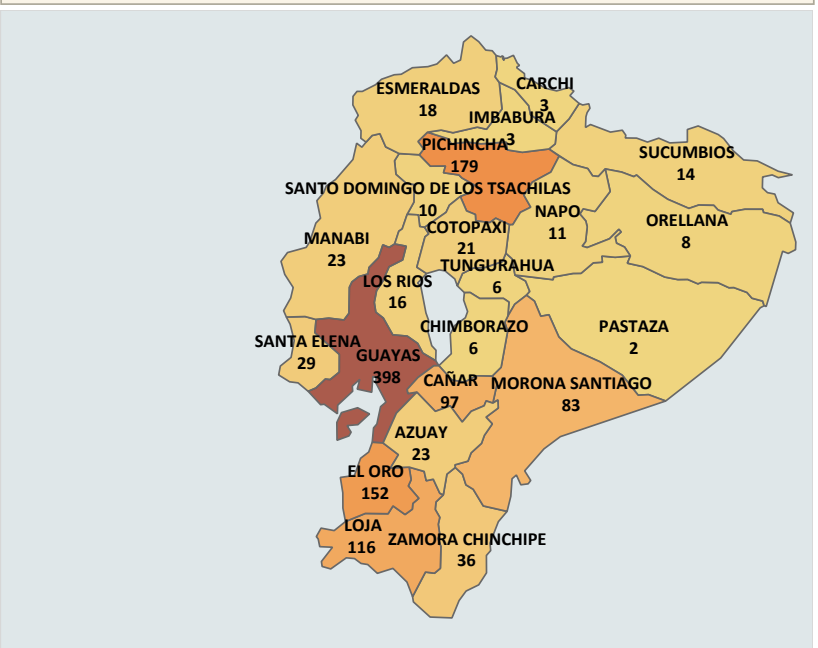 ESMERALDAS
18
CARCHI
3
IMBABURA
3
PICHINCHA
179
SUCUMBIOS
14
SANTO DOMINGO DE LOS TSACHILAS
10
NAPO
11
ORELLANA
8
COTOPAXI
21
MANABI
23
TUNGURAHUA
6
LOS RIOS
16
CHIMBORAZO
6
PASTAZA
2
SANTA ELENA
29
GUAYAS
398
CAÑAR
97
MORONA SANTIAGO
83
AZUAY
23
EL ORO
152
LOJA
116
ZAMORA CHINCHIPE
36